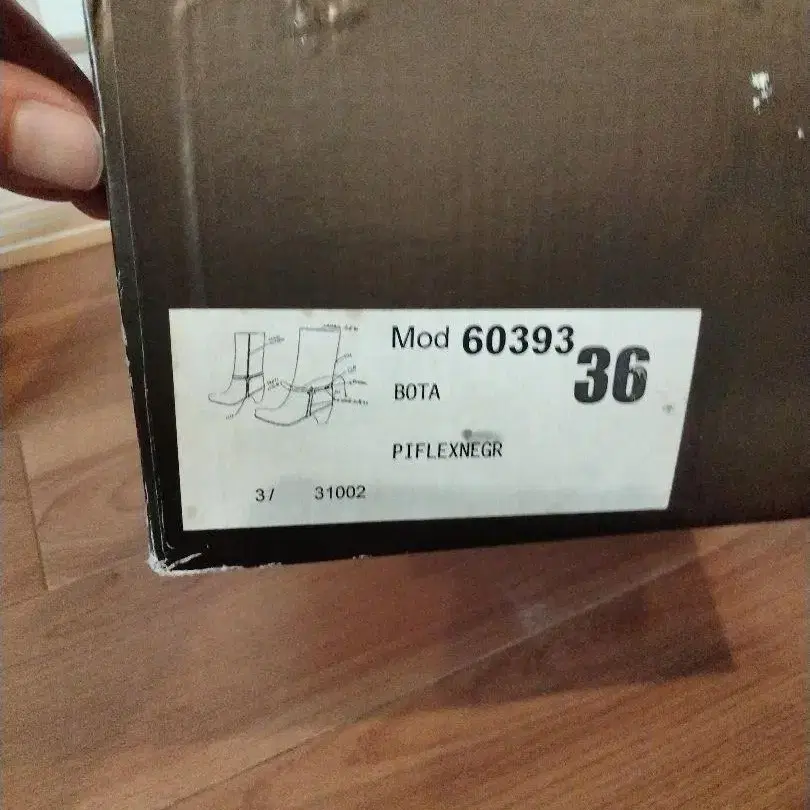 Mod 60393
36
BOTA
PIFLEXNEGR
3/ 31002